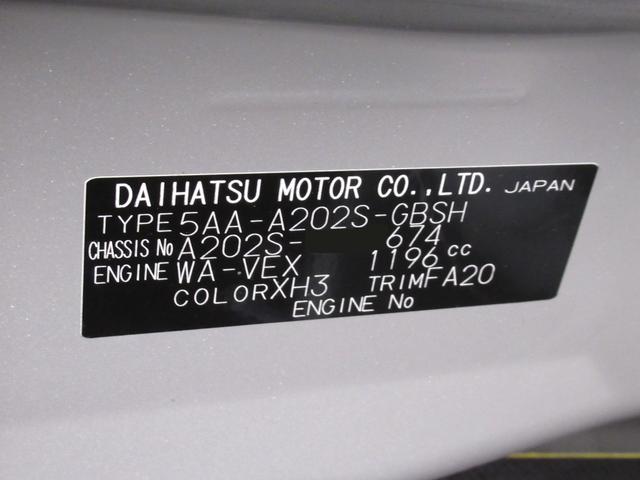 DAIHATSU MOTOR CO.,LTD. JAPAN
TYPE 5AA-A202S-GBSH
CHASSIS No A202S- 674
ENGINE WA-VEX 1196 cc
COLOR XH3 TRIM FA20
ENGINE No